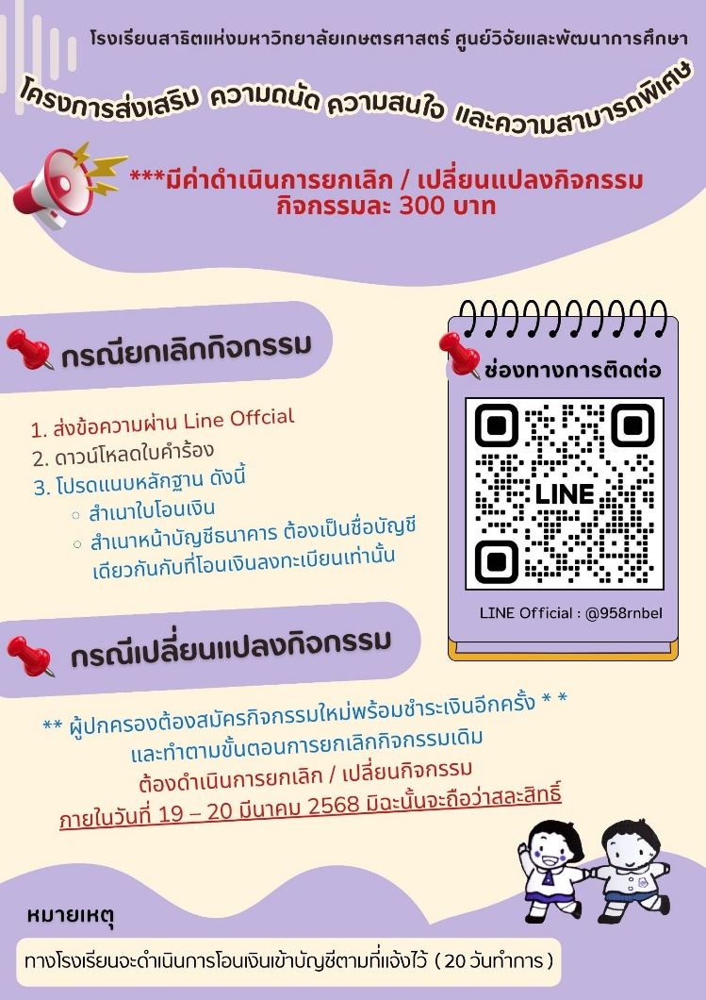 โรงเรียนสาธิตแห่งมหาวิทยาลัยเกษตรศาสตร์ ศูนย์วิจัยและพัฒนาการศึกษา
โครงการส่งเสริม ความถนัด ความสนใจ และความสามารถพิเศษ
***มีค่าดำเนินการยกเลิก / เปลี่ยนแปลงกิจกรรม
กิจกรรมละ 300 บาท
กรณียกเลิกกิจกรรม
1. ส่งข้อความผ่าน Line Offcial
2. ดาวน์โหลดใบคำร้อง
3. โปรดแนบหลักฐาน ดังนี้
○ สำเนาใบโอนเงิน
○ สำเนาหน้าบัญชีธนาคาร ต้องเป็นชื่อบัญชี
เดียวกันกับที่โอนเงินลงทะเบียนเท่านั้น
ช่องทางการติดต่อ
LINE
LINE Official : @958rnbel
กรณีเปลี่ยนแปลงกิจกรรม
** ผู้ปกครองต้องสมัครกิจกรรมใหม่พร้อมชำระเงินอีกครั้ง * *
และทำตามขั้นตอนการยกเลิกกิจกรรมเดิม
ต้องดำเนินการยกเลิก / เปลี่ยนกิจกรรม
ภายในวันที่ 19 – 20 มีนาคม 2568 มิฉะนั้นจะถือว่าสละสิทธิ์
หมายเหตุ
ทางโรงเรียนจะดำเนินการโอนเงินเข้าบัญชีตามที่แจ้งไว้ ( 20 วันทำการ )